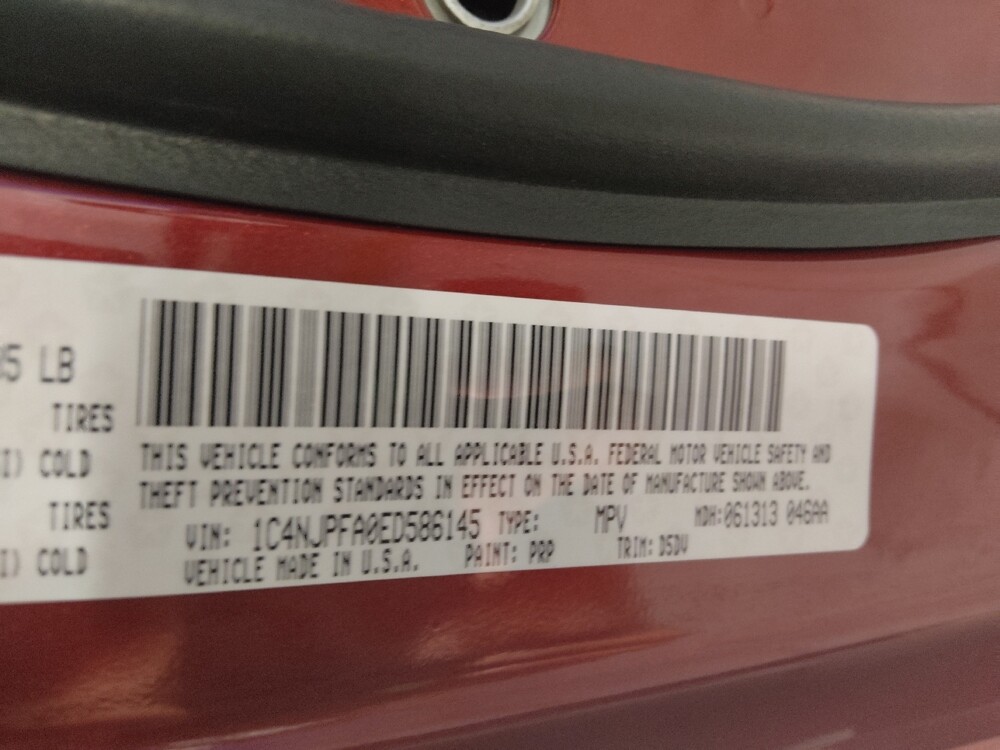 05 LB
TIRES
I) COLD
TIRES
I) COLD
THIS VEHICLE CONFORMS TO ALL APPLICABLE U.S.A. FEDERAL MOTOR VEHICLE SAFETY AND
THEFT PREVENTION STANDARDS IN EFFECT ON THE DATE OF MANUFACTURE SHOWN ABOVE.
VIN: 1C4NJPFA0ED586145 TYPE: MPV MDH:061313 046AA
VEHICLE MADE IN U.S.A. PAINT: PRP TRIM: D5DV